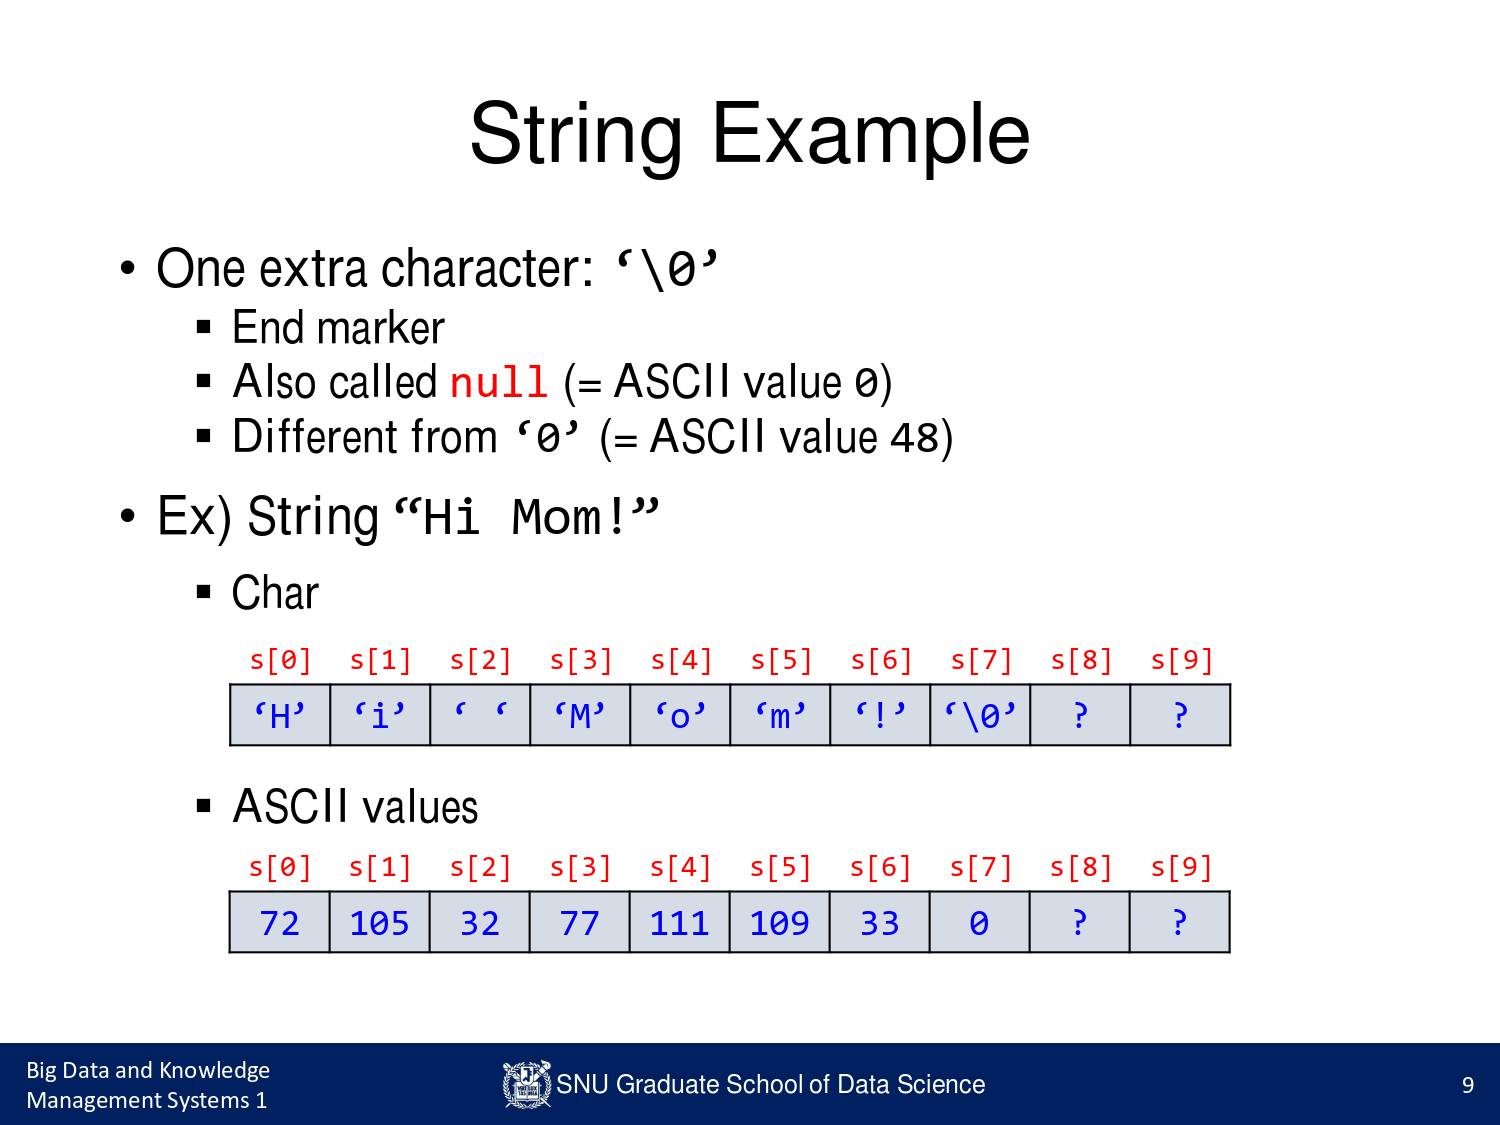 String Example
• One extra character: ‘\0’
▪ End marker
▪ Also called null (= ASCII value 0)
▪ Different from ‘0’ (= ASCII value 48)
• Ex) String “Hi Mom!”
▪ Char
s[0] s[1] s[2] s[3] s[4] s[5] s[6] s[7] s[8] s[9]
‘H’ ‘i’ ‘ ‘ ‘M’ ‘o’ ‘m’ ‘!’ ‘\0’ ? ?
▪ ASCII values
s[0] s[1] s[2] s[3] s[4] s[5] s[6] s[7] s[8] s[9]
72 105 32 77 111 109 33 0 ? ?
Big Data and Knowledge
Management Systems 1
SNU Graduate School of Data Science
9